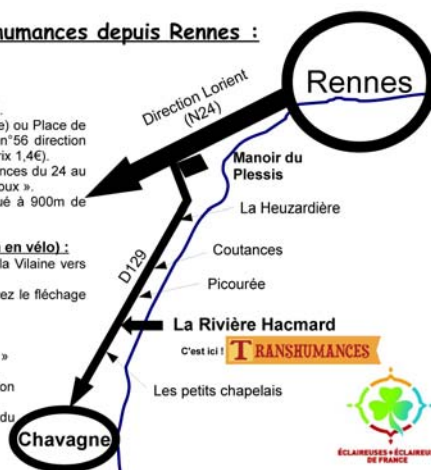 humances depuis Rennes :
e) ou Place de
n°56 direction
rix 1,4€).
nces du 24 au
oux ».
ué à 900m de
en vélo) :
la Vilaine vers
ez le fléchage
»
on
du
Rennes
Direction Lorient
(N24)
Manoir du
Plessis
La Heuzardière
Coutances
D129
Picourée
La Rivière Hacmard
C'est ici !
TRANSHUMANCES
Les petits chapelais
Chavagne
ÉCLAIREUSES • ÉCLAIREU
DE FRANCE